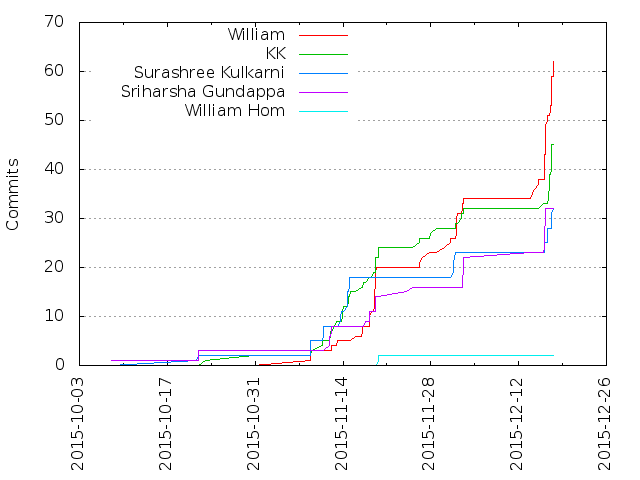 70
60
50
40
30
20
10
0
Commits
William
KK
Surashree Kulkarni
Sriharsha Gundappa
William Hom
2015-10-03
2015-10-17
2015-10-31
2015-11-14
2015-11-28
2015-12-12
2015-12-26